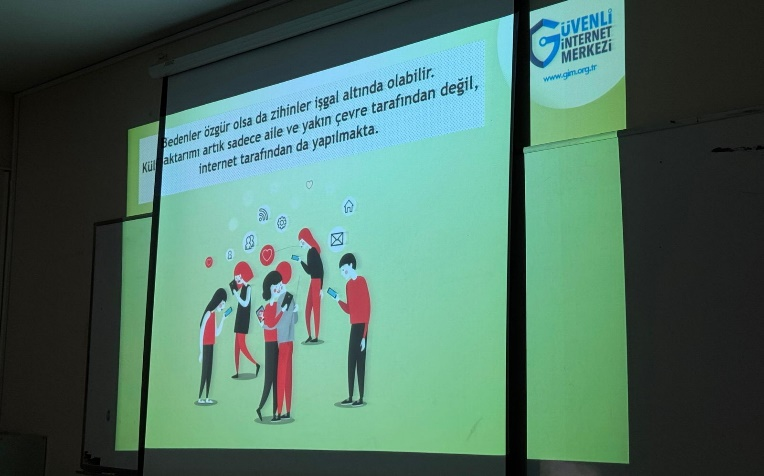 Bedenler özgür olsa da zihinler işgal altında olabilir.
Kül aktarımı artık sadece aile ve yakın çevre tarafından değil,
internet tarafından da yapılmakta.
GÜVENLİ
İNTERNET
MERKEZİ
www.gim.org.tr